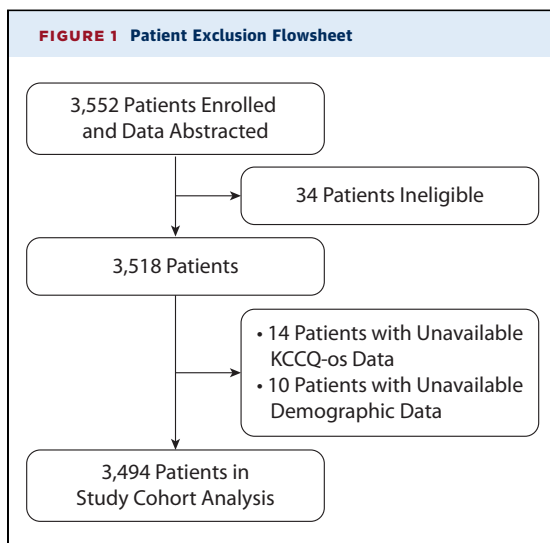 FIGURE 1 Patient Exclusion Flowsheet
3,552 Patients Enrolled
and Data Abstracted
34 Patients Ineligible
3,518 Patients
• 14 Patients with Unavailable
KCCQ-os Data
• 10 Patients with Unavailable
Demographic Data
3,494 Patients in
Study Cohort Analysis